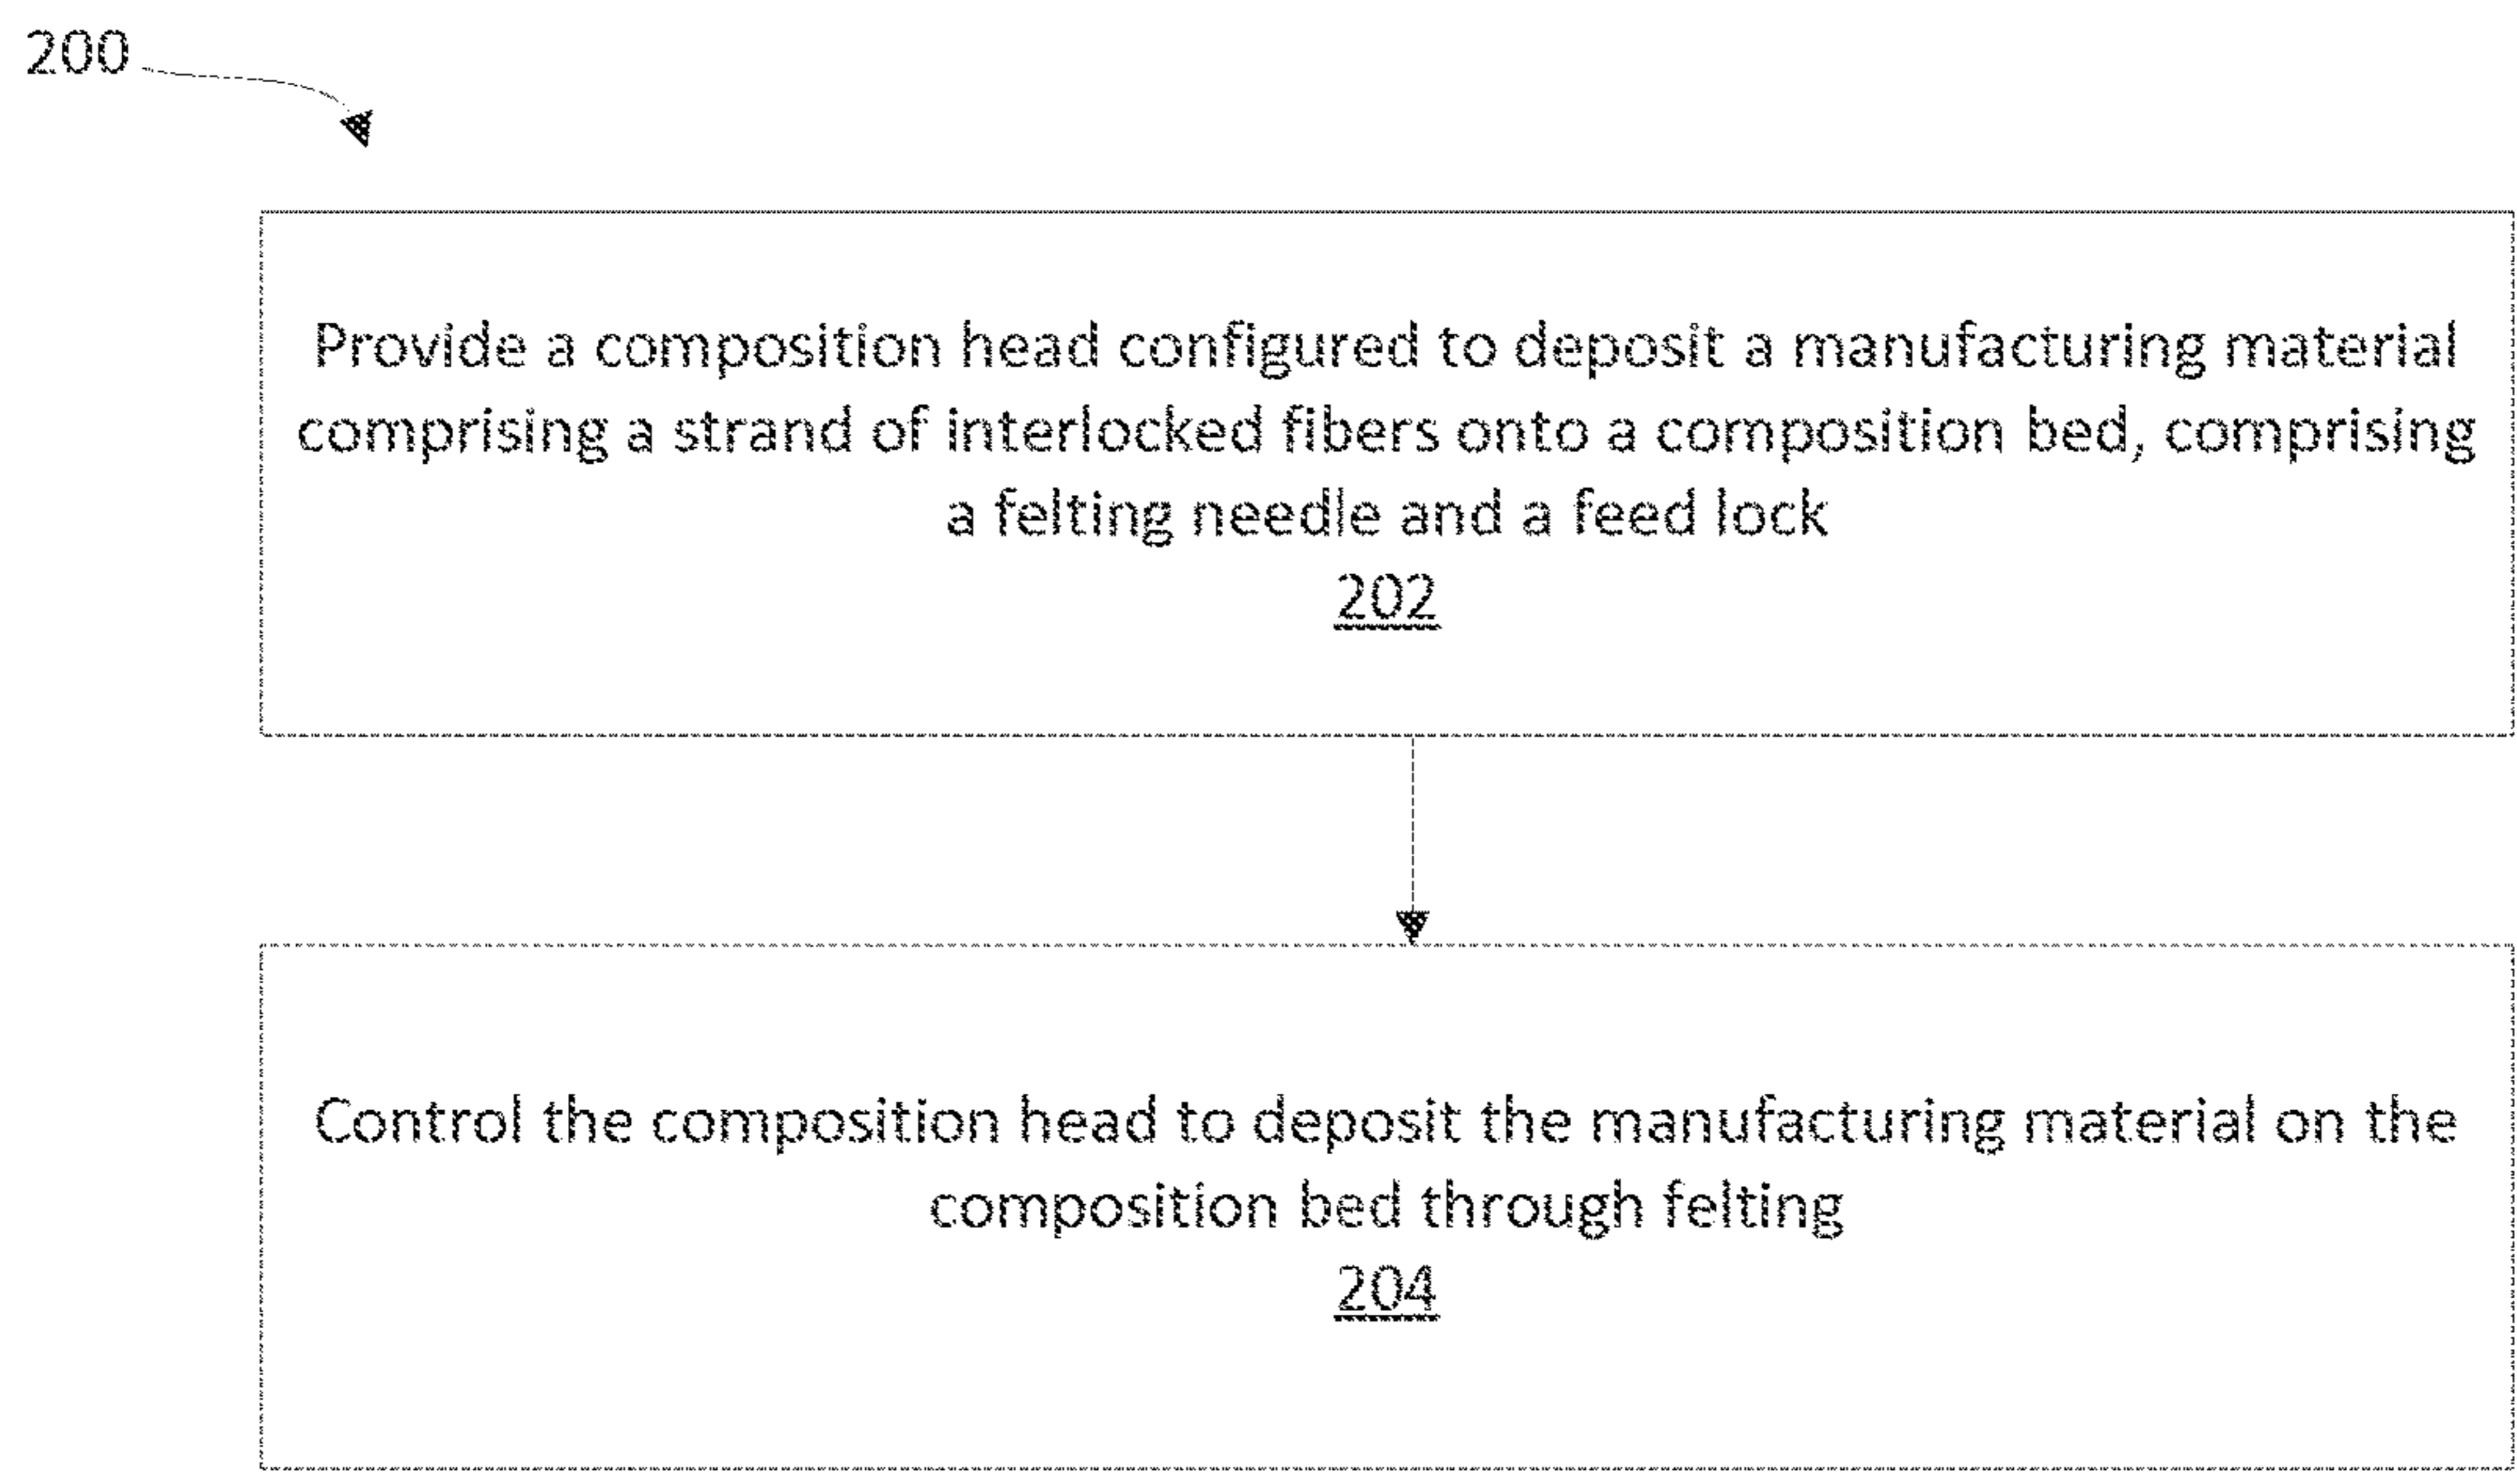 200
Provide a composition head configured to deposit a manufacturing material
comprising a strand of interlocked fibers onto a composition bed, comprising
a felting needle and a feed lock
202
Control the composition head to deposit the manufacturing material on the
composition bed through felting
204